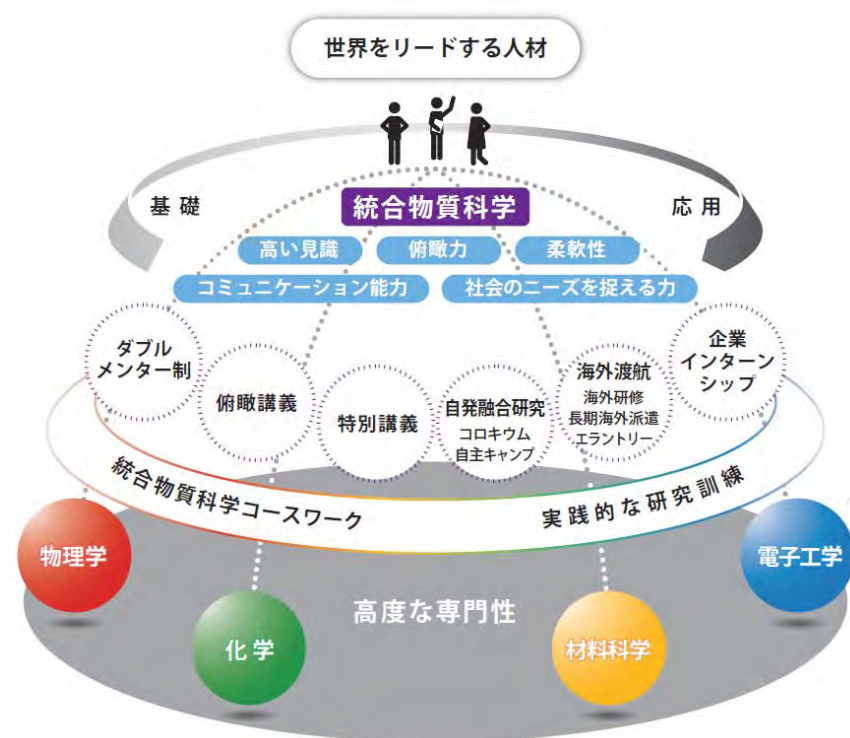 世界をリードする人材
基礎
応用
統合物質科学
高い見識
俯瞰力
柔軟性
コミュニケーション能力
社会のニーズを捉える力
ダブル
メンター制
俯瞰講義
特別講義
自発融合研究
コロキウム
自主キャンプ
海外渡航
海外研修
長期海外派遣
エラントリー
企業
インターン
シップ
統合物質科学コースワーク
実践的な研究訓練
物理学
化学
高度な専門性
材料科学
電子工学